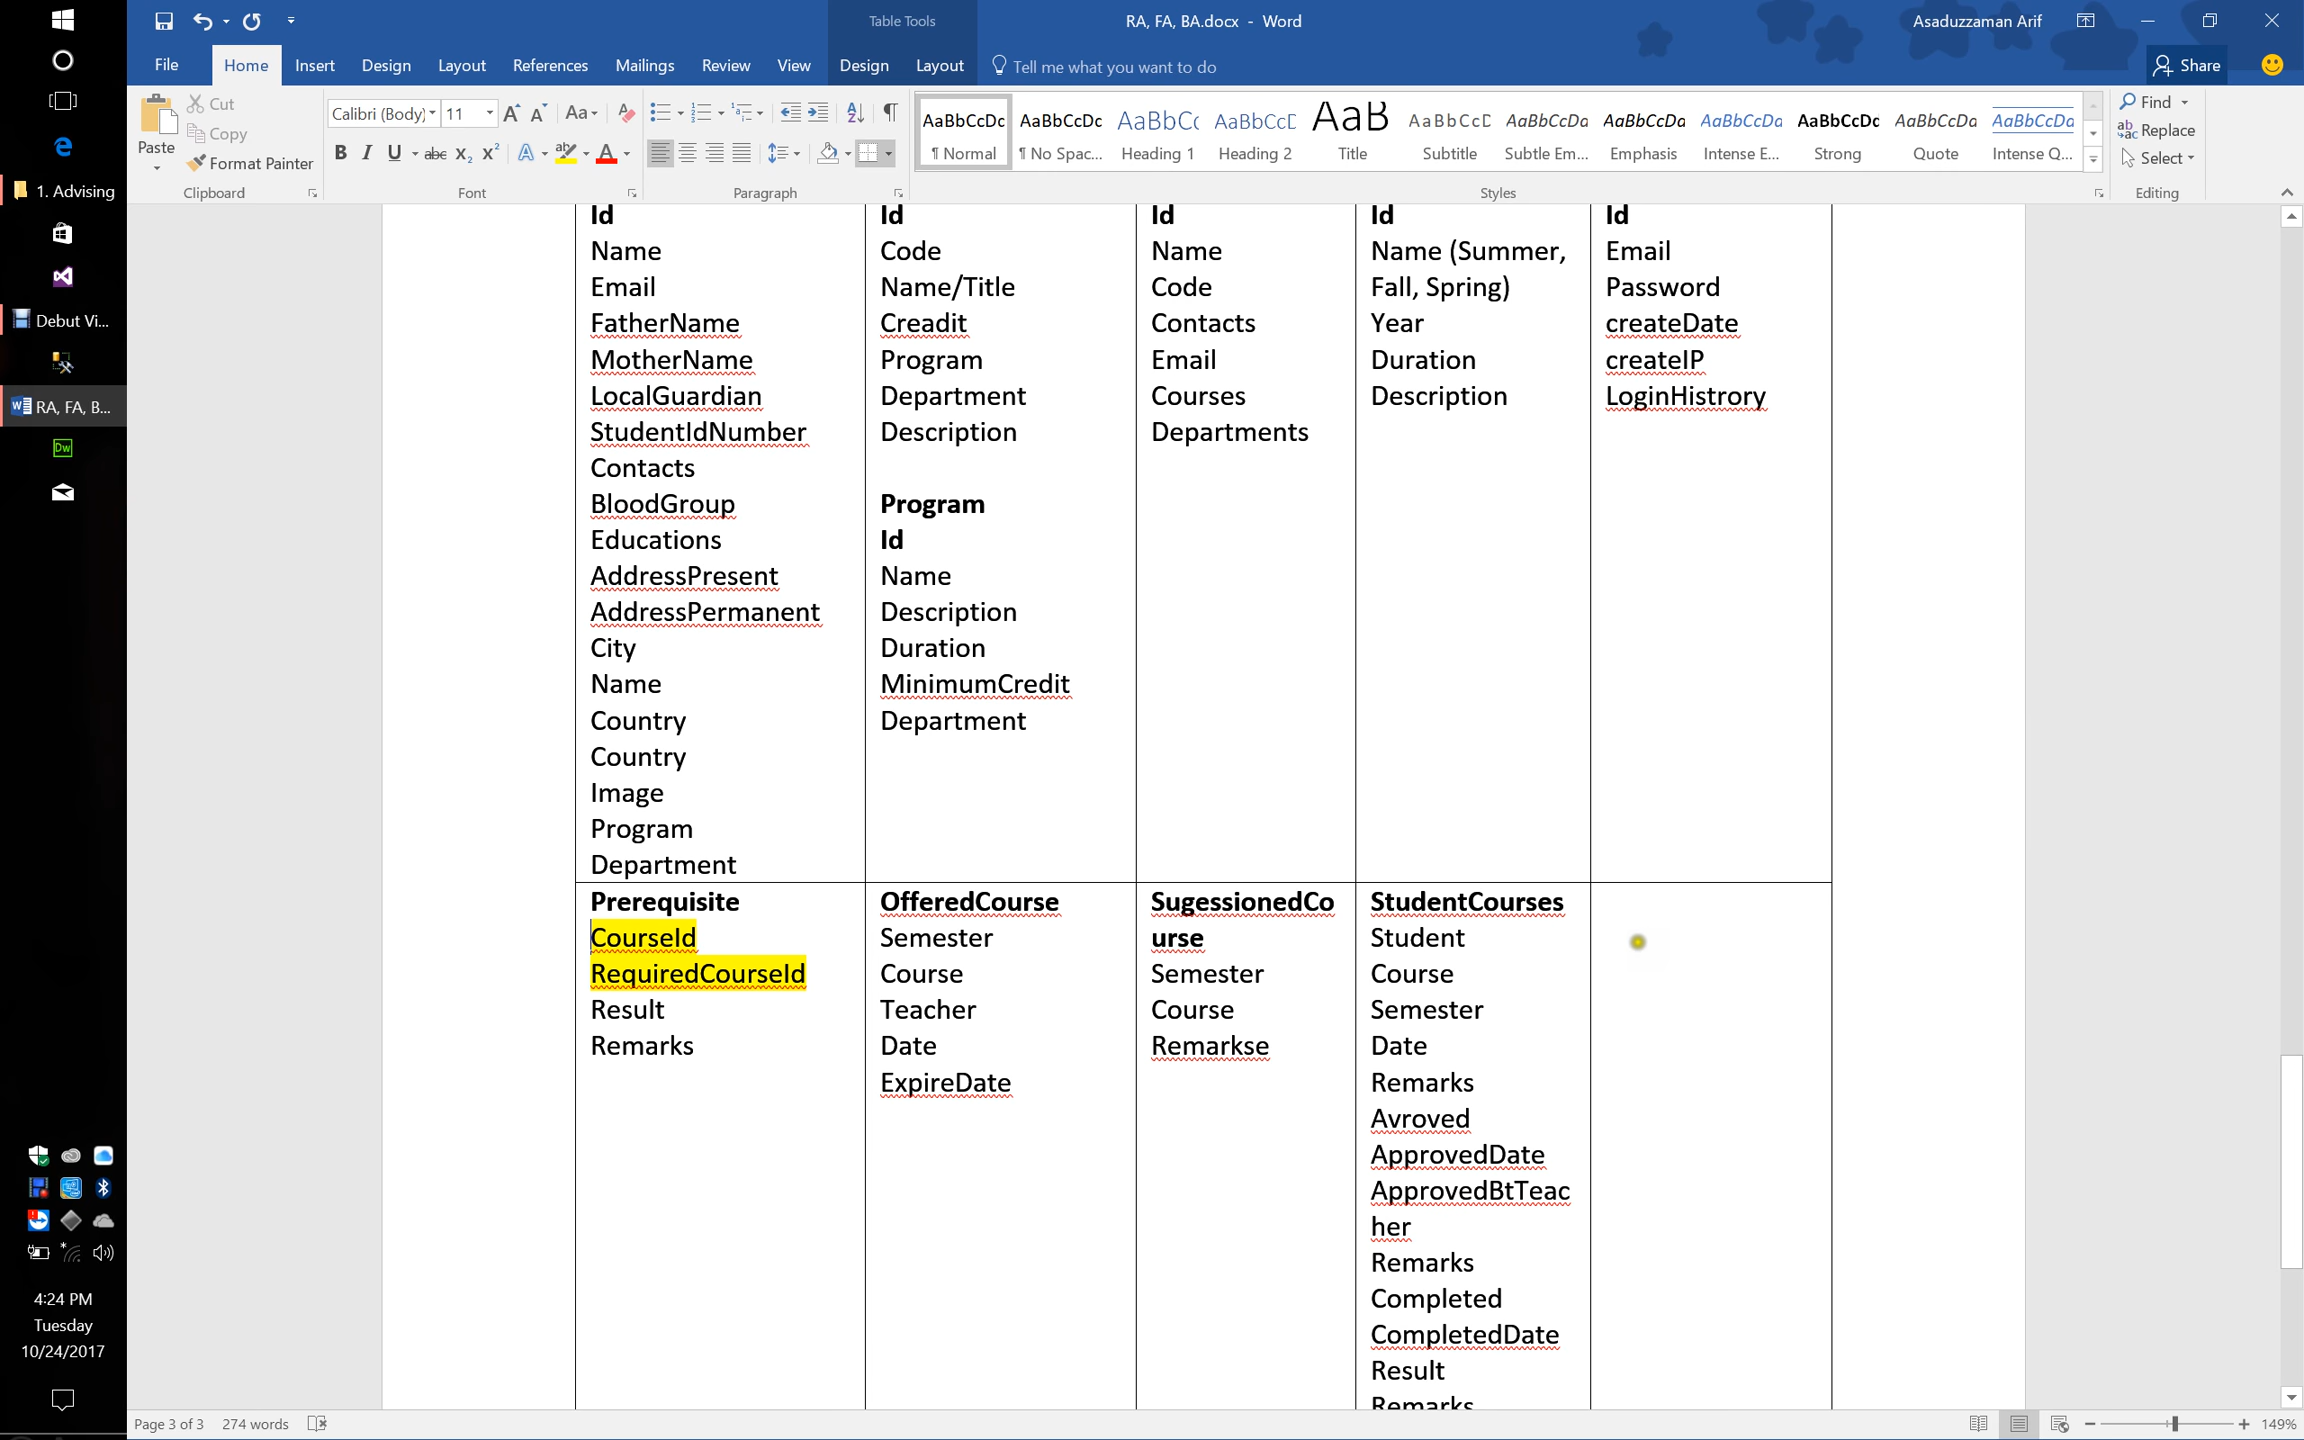 Table Tools
RA, FA, BA.docx - Word
Asaduzzaman Arif
File Home Insert Design Layout References Mailings Review View Design Layout Tell me what you want to do Share
Paste
Cut
Copy
Format Painter
Clipboard
Calibri (Body) 11
Font
Paragraph
AaBbCcDc AaBbCcDc AaBbCc AaBbCcD AaB AaBbCcD AaBbCcDd AaBbCcDd AaBbCcDd AaBbCcDc AaBbCcDd AaBbCcDd
¶ Normal ¶ No Spac... Heading 1 Heading 2 Title Subtitle Subtle Em... Emphasis Intense E... Strong Quote Intense Q...
Styles
Find
Replace
Select
Editing
1. Advising
Debut Vi...
RA, FA, B...
Dw
4:24 PM
Tuesday
10/24/2017
Id
Name
Email
FatherName
MotherName
LocalGuardian
StudentIdNumber
Contacts
BloodGroup
Educations
AddressPresent
AddressPermanent
City
Name
Country
Country
Image
Program
Department
Id
Code
Name/Title
Creadit
Program
Department
Description
Program
Id
Name
Description
Duration
MinimumCredit
Department
Id
Name
Code
Contacts
Email
Courses
Departments
Id
Name (Summer,
Fall, Spring)
Year
Duration
Description
Id
Email
Password
createDate
createIP
LoginHistrory
Prerequisite
CourseId
RequiredCourseId
Result
Remarks
OfferedCourse
Semester
Course
Teacher
Date
ExpireDate
SugessionedCo
urse
Semester
Course
Remarkse
StudentCourses
Student
Course
Semester
Date
Remarks
Avroved
ApprovedDate
ApprovedBtTeac
her
Remarks
Completed
CompletedDate
Result
Remarks
Page 3 of 3 274 words
149%